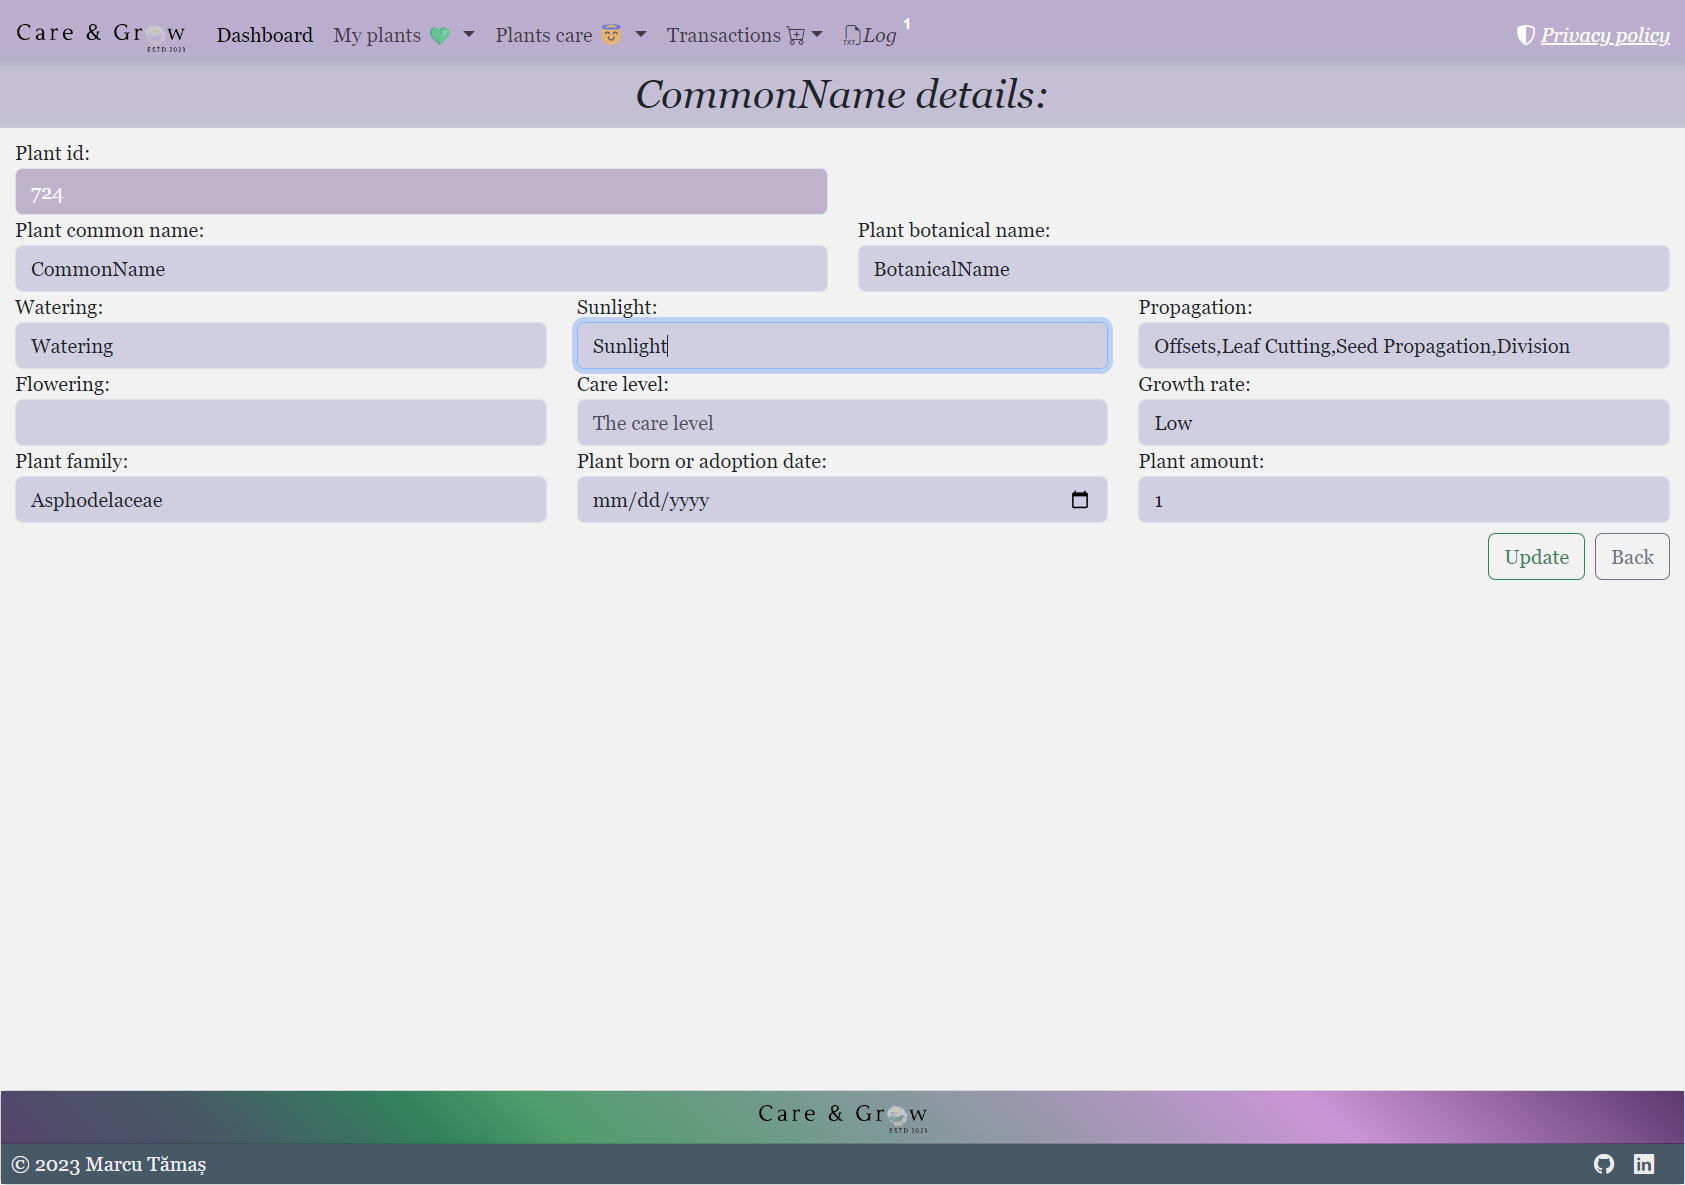 Care & Grow
ESTD 2023
Dashboard
My plants
Plants care
Transactions
TXT
Log
1
Privacy policy
CommonName details:
Plant id:
724
Plant common name:
Plant botanical name:
CommonName
BotanicalName
Watering:
Sunlight:
Propagation:
Watering
Sunlight
Offsets,Leaf Cutting,Seed Propagation,Division
Flowering:
Care level:
Growth rate:
The care level
Low
Plant family:
Plant born or adoption date:
Plant amount:
Asphodelaceae
mm/dd/yyyy
1
Update
Back
Care & Grow
ESTD 2023
© 2023 Marcu Tămaș
in